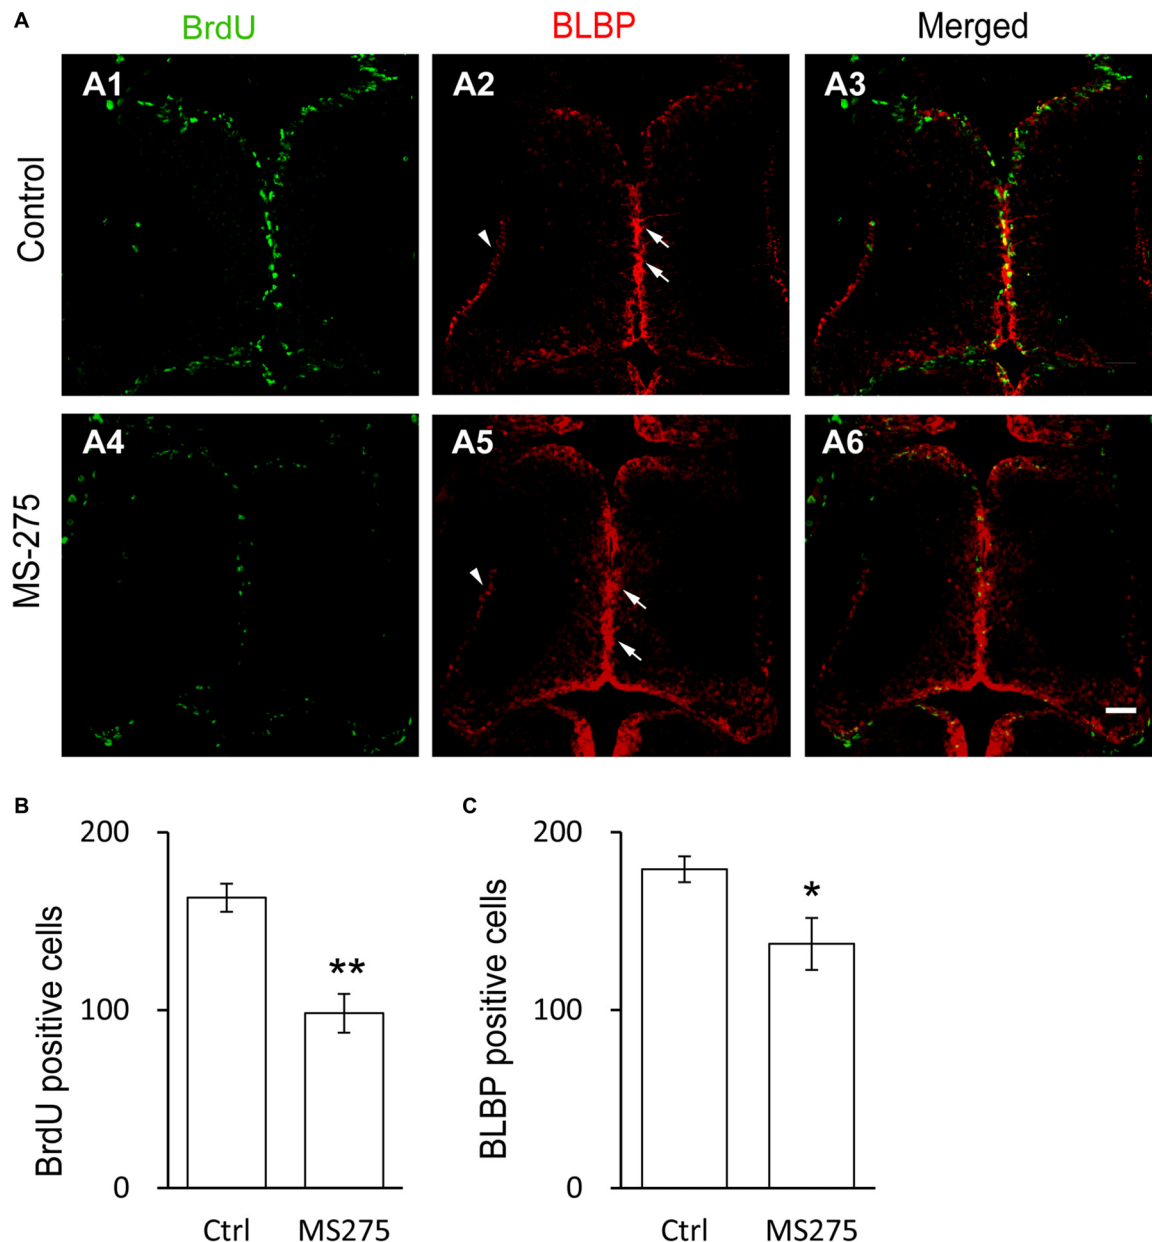 A
BrdU
BLBP
Merged
Control
A1
A2
A3
MS-275
A4
A5
A6
B
BrdU positive cells
200
100
0
**
Ctrl
MS275
C
BLBP positive cells
200
100
0
*
Ctrl
MS275